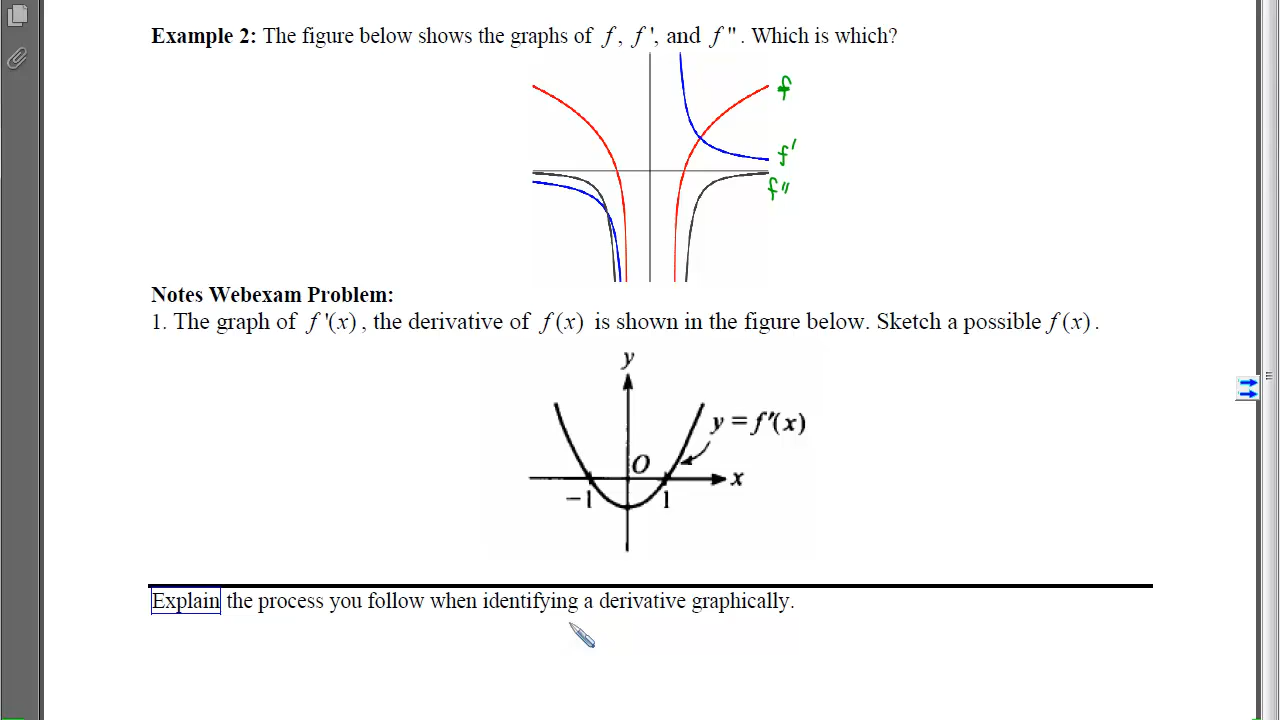 Example 2: The figure below shows the graphs of f, f', and f". Which is which?
f
f'
f"
Notes Webexam Problem:
1. The graph of f'(x), the derivative of f(x) is shown in the figure below. Sketch a possible f(x).
y
y = f'(x)
O
x
−1
1
Explain the process you follow when identifying a derivative graphically.